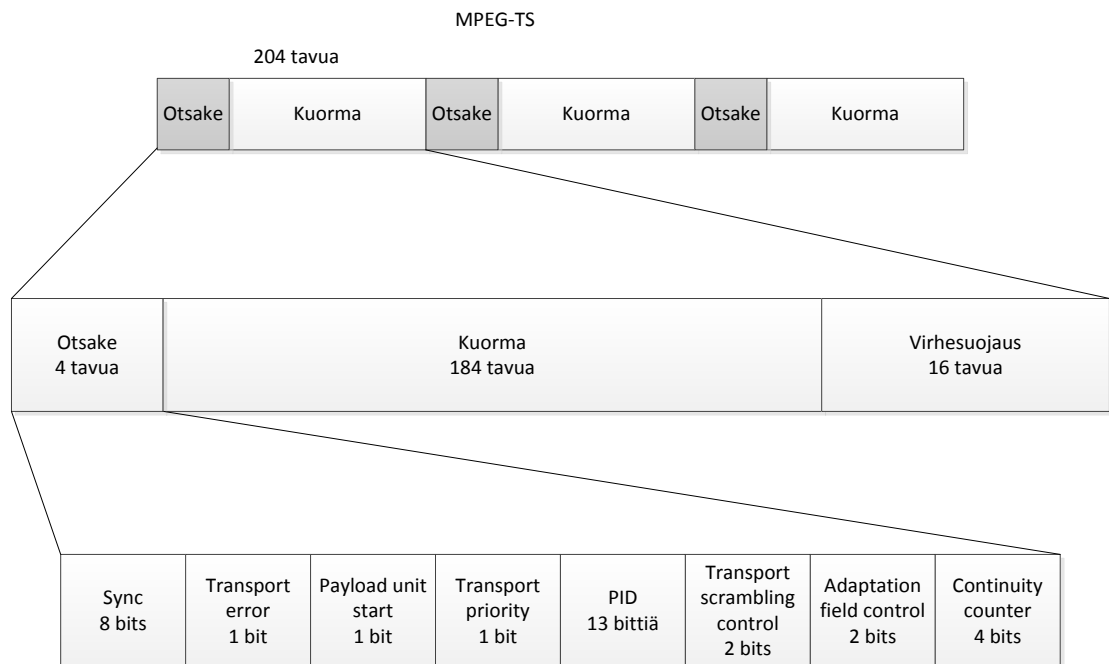 MPEG-TS
204 tavua
Otsake
Kuorma
Otsake
Kuorma
Otsake
Kuorma
Otsake
4 tavua
Kuorma
184 tavua
Virhesuojaus
16 tavua
Sync
8 bits
Transport
error
1 bit
Payload unit
start
1 bit
Transport
priority
1 bit
PID
13 bittiä
Transport
scrambling
control
2 bits
Adaptation
field control
2 bits
Continuity
counter
4 bits